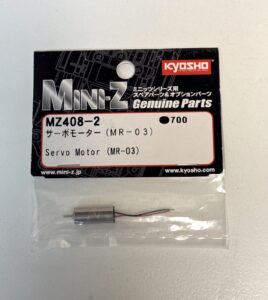 MINI-Z
KYOSHO
ミニッツシリーズ用
スペアパーツ&オプションパーツ
Genuine Parts
MZ408-2
●700
サーボモーター(MR-03)
Servo Motor (MR-03)
www.mini-z.jp
www.kyosho.com